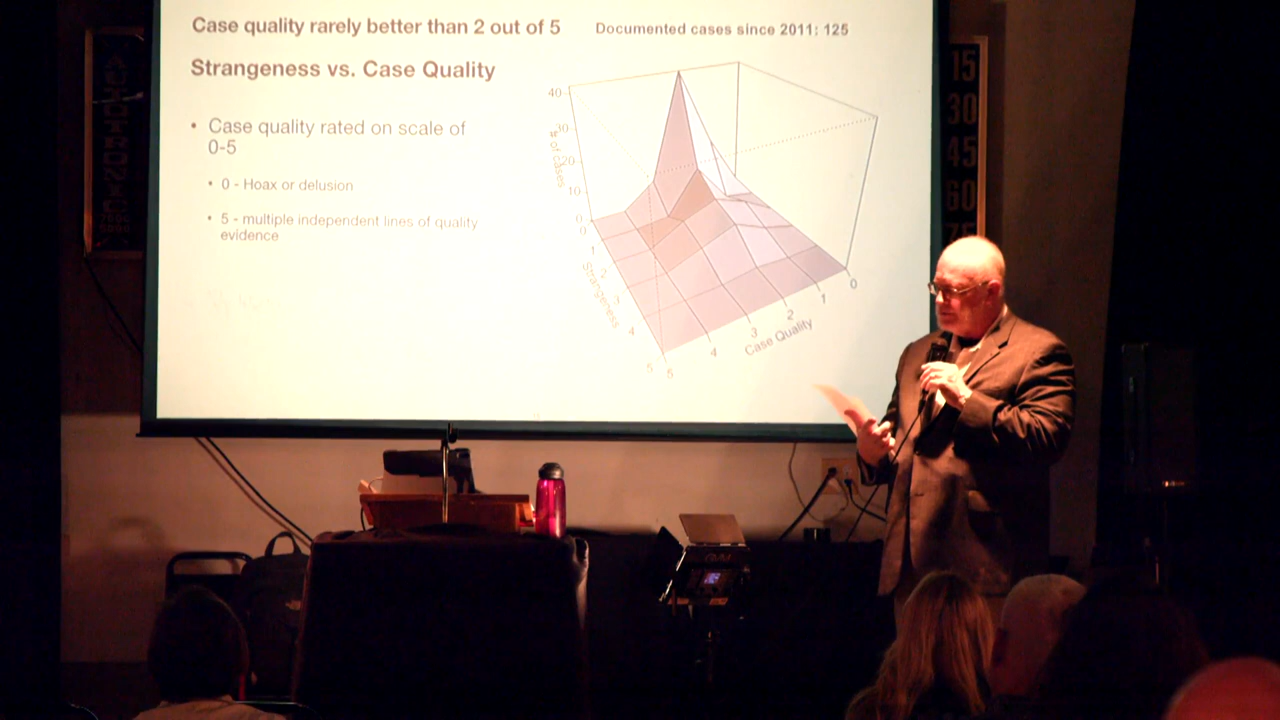 Case quality rarely better than 2 out of 5
Documented cases since 2011: 125
Strangeness vs. Case Quality
• Case quality rated on scale of
0-5
• 0 - Hoax or delusion
• 5 - multiple independent lines of quality
evidence
40
30
20
10
0
# of cases
0
1
2
3
4
5
Strangeness
5
4
3
2
1
0
Case Quality
15
30
45
60
75